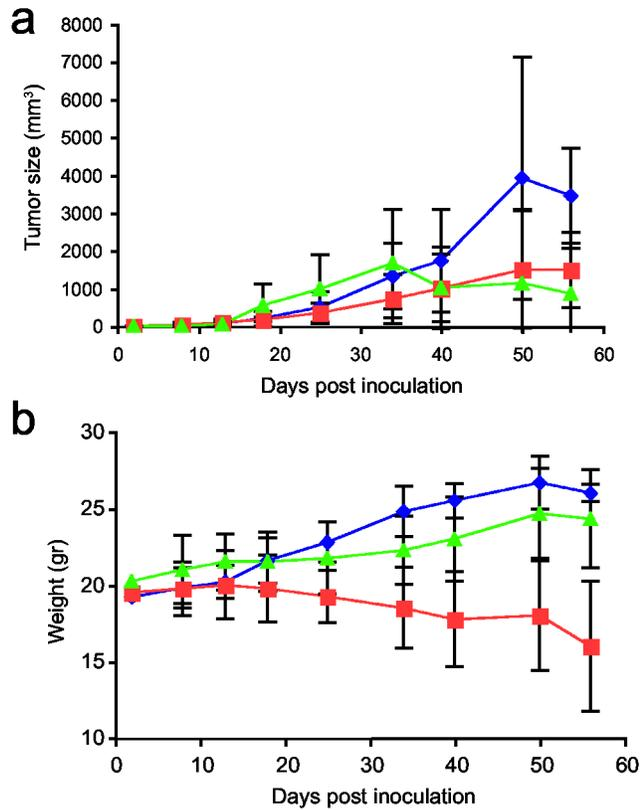 a
8000
7000
6000
5000
4000
3000
2000
1000
0
0 10 20 30 40 50 60
Tumor size (mm³)
Days post inoculation
b
30
25
20
15
10
0 10 20 30 40 50 60
Weight (gr)
Days post inoculation